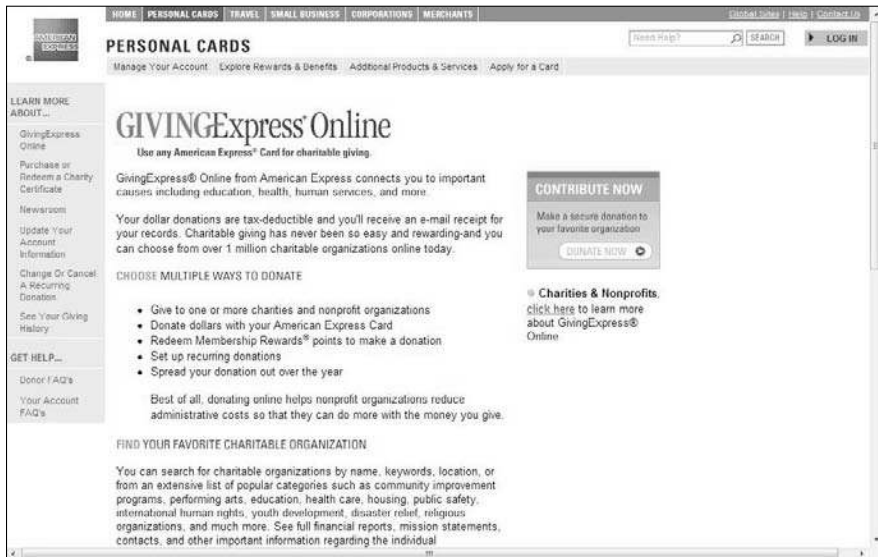 HOME PERSONAL CARDS TRAVEL SMALL BUSINESS CORPORATIONS MERCHANTS
Global Sites | Help | Contact Us
AMERICAN
EXPRESS
®
PERSONAL CARDS
Need Help?
SEARCH
LOG IN
Manage Your Account Explore Rewards & Benefits Additional Products & Services Apply for a Card
LEARN MORE
ABOUT...
GivingExpress
Online
Purchase or
Redeem a Charity
Certificate
Newsroom
Update Your
Account
Information
Change Or Cancel
A Recurring
Donation
See Your Giving
History
GET HELP...
Donor FAQ's
Your Account
FAQ's
GIVINGExpress® Online
Use any American Express® Card for charitable giving.
GivingExpress® Online from American Express connects you to important
causes including education, health, human services, and more.
Your dollar donations are tax-deductible and you'll receive an e-mail receipt for
your records. Charitable giving has never been so easy and rewarding-and you
can choose from over 1 million charitable organizations online today.
CHOOSE MULTIPLE WAYS TO DONATE
• Give to one or more charities and nonprofit organizations
• Donate dollars with your American Express Card
• Redeem Membership Rewards® points to make a donation
• Set up recurring donations
• Spread your donation out over the year
Best of all, donating online helps nonprofit organizations reduce
administrative costs so that they can do more with the money you give.
FIND YOUR FAVORITE CHARITABLE ORGANIZATION
You can search for charitable organizations by name, keywords, location, or
from an extensive list of popular categories such as community improvement
programs, performing arts, education, health care, housing, public safety,
international human rights, youth development, disaster relief, religious
organizations, and much more. See full financial reports, mission statements,
contacts, and other important information regarding the individual
CONTRIBUTE NOW
Make a secure donation to
your favorite organization
DONATE NOW
Charities & Nonprofits,
click here to learn more
about GivingExpress®
Online